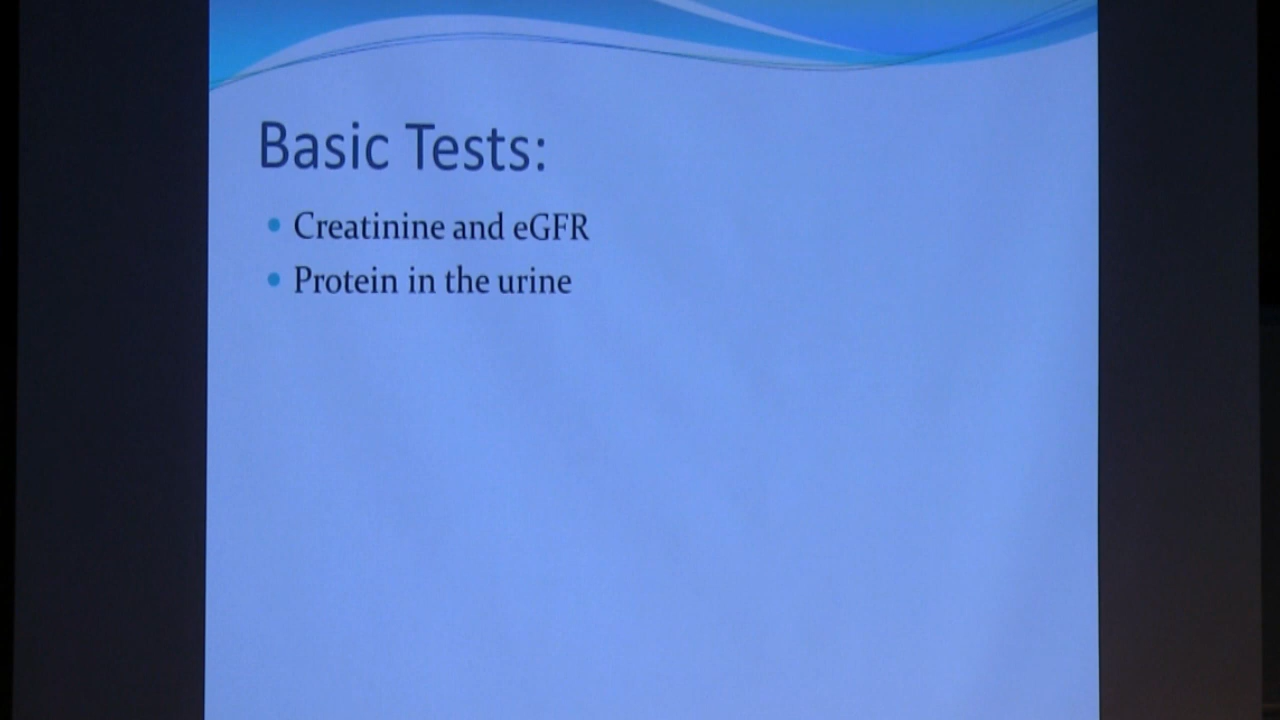 Basic Tests:
Creatinine and eGFR
Protein in the urine